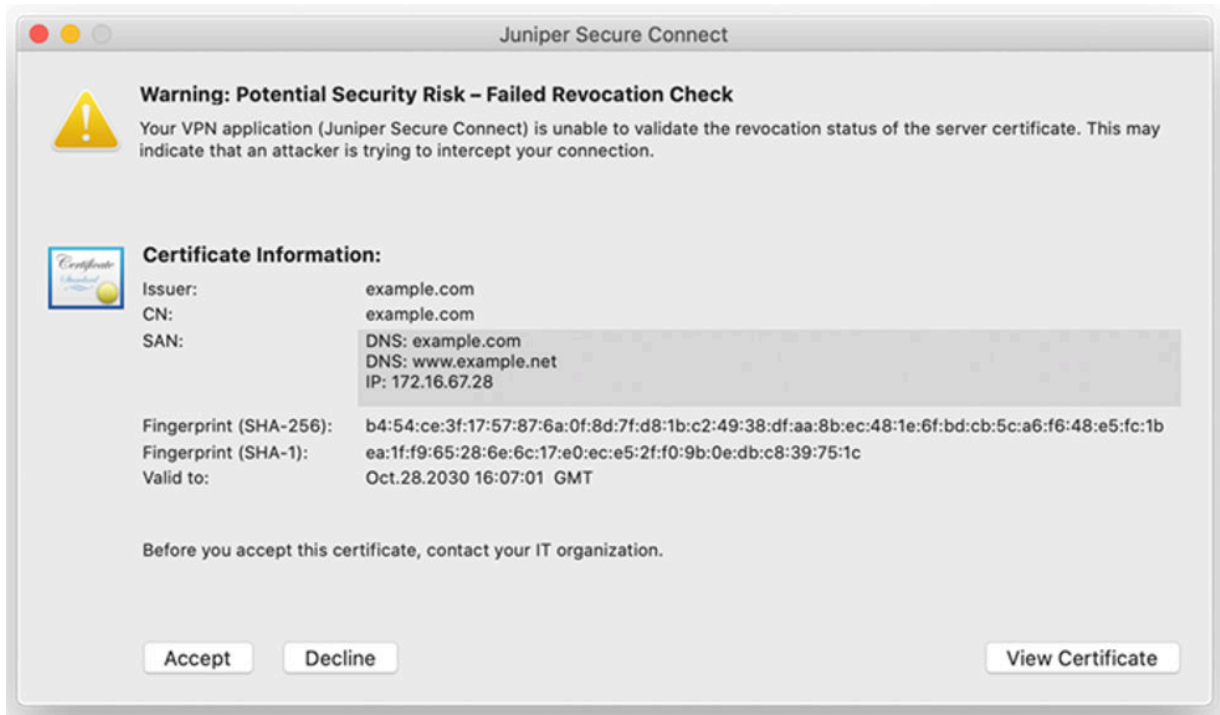 Juniper Secure Connect
Warning: Potential Security Risk – Failed Revocation Check
Your VPN application (Juniper Secure Connect) is unable to validate the revocation status of the server certificate. This may
indicate that an attacker is trying to intercept your connection.
Certificate
Standard
Certificate Information:
Issuer: example.com
CN: example.com
SAN: DNS: example.com
DNS: www.example.net
IP: 172.16.67.28
Fingerprint (SHA-256): b4:54:ce:3f:17:57:87:6a:0f:8d:7f:d8:1b:c2:49:38:df:aa:8b:ec:48:1e:6f:bd:cb:5c:a6:f6:48:e5:fc:1b
Fingerprint (SHA-1): ea:1f:f9:65:28:6e:6c:17:e0:ec:e5:2f:f0:9b:0e:db:c8:39:75:1c
Valid to: Oct.28.2030 16:07:01 GMT
Before you accept this certificate, contact your IT organization.
Accept Decline View Certificate